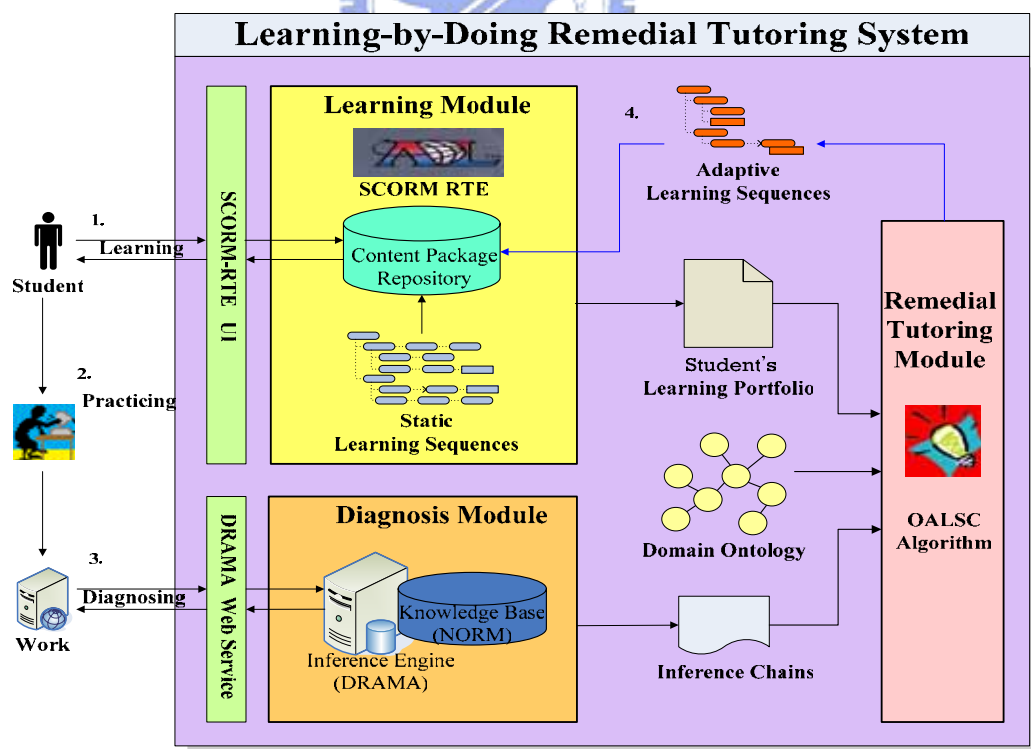 Learning-by-Doing Remedial Tutoring System
Learning Module
ADL
SCORM RTE
Content Package
Repository
Static
Learning Sequences
SCORM-RTE UI
1.
Learning
Student
2.
Practicing
3.
Diagnosing
Work
DRAMA Web Service
Diagnosis Module
Knowledge Base
(NORM)
Inference Engine
(DRAMA)
4.
Adaptive
Learning Sequences
Student's
Learning Portfolio
Domain Ontology
Inference Chains
Remedial
Tutoring
Module
OALSC
Algorithm